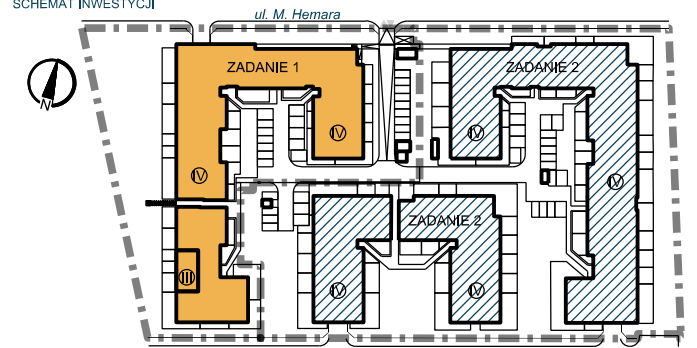 SCHEMAT INWESTYCJI
ul. M. Hemara
ZADANIE 1
ZADANIE 2
N
IV
IV
IV
IV
ZADANIE 2
III
IV
IV